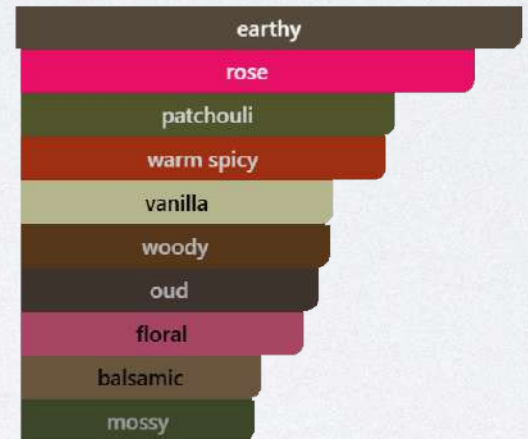 earthy
rose
patchouli
warm spicy
vanilla
woody
oud
floral
balsamic
mossy